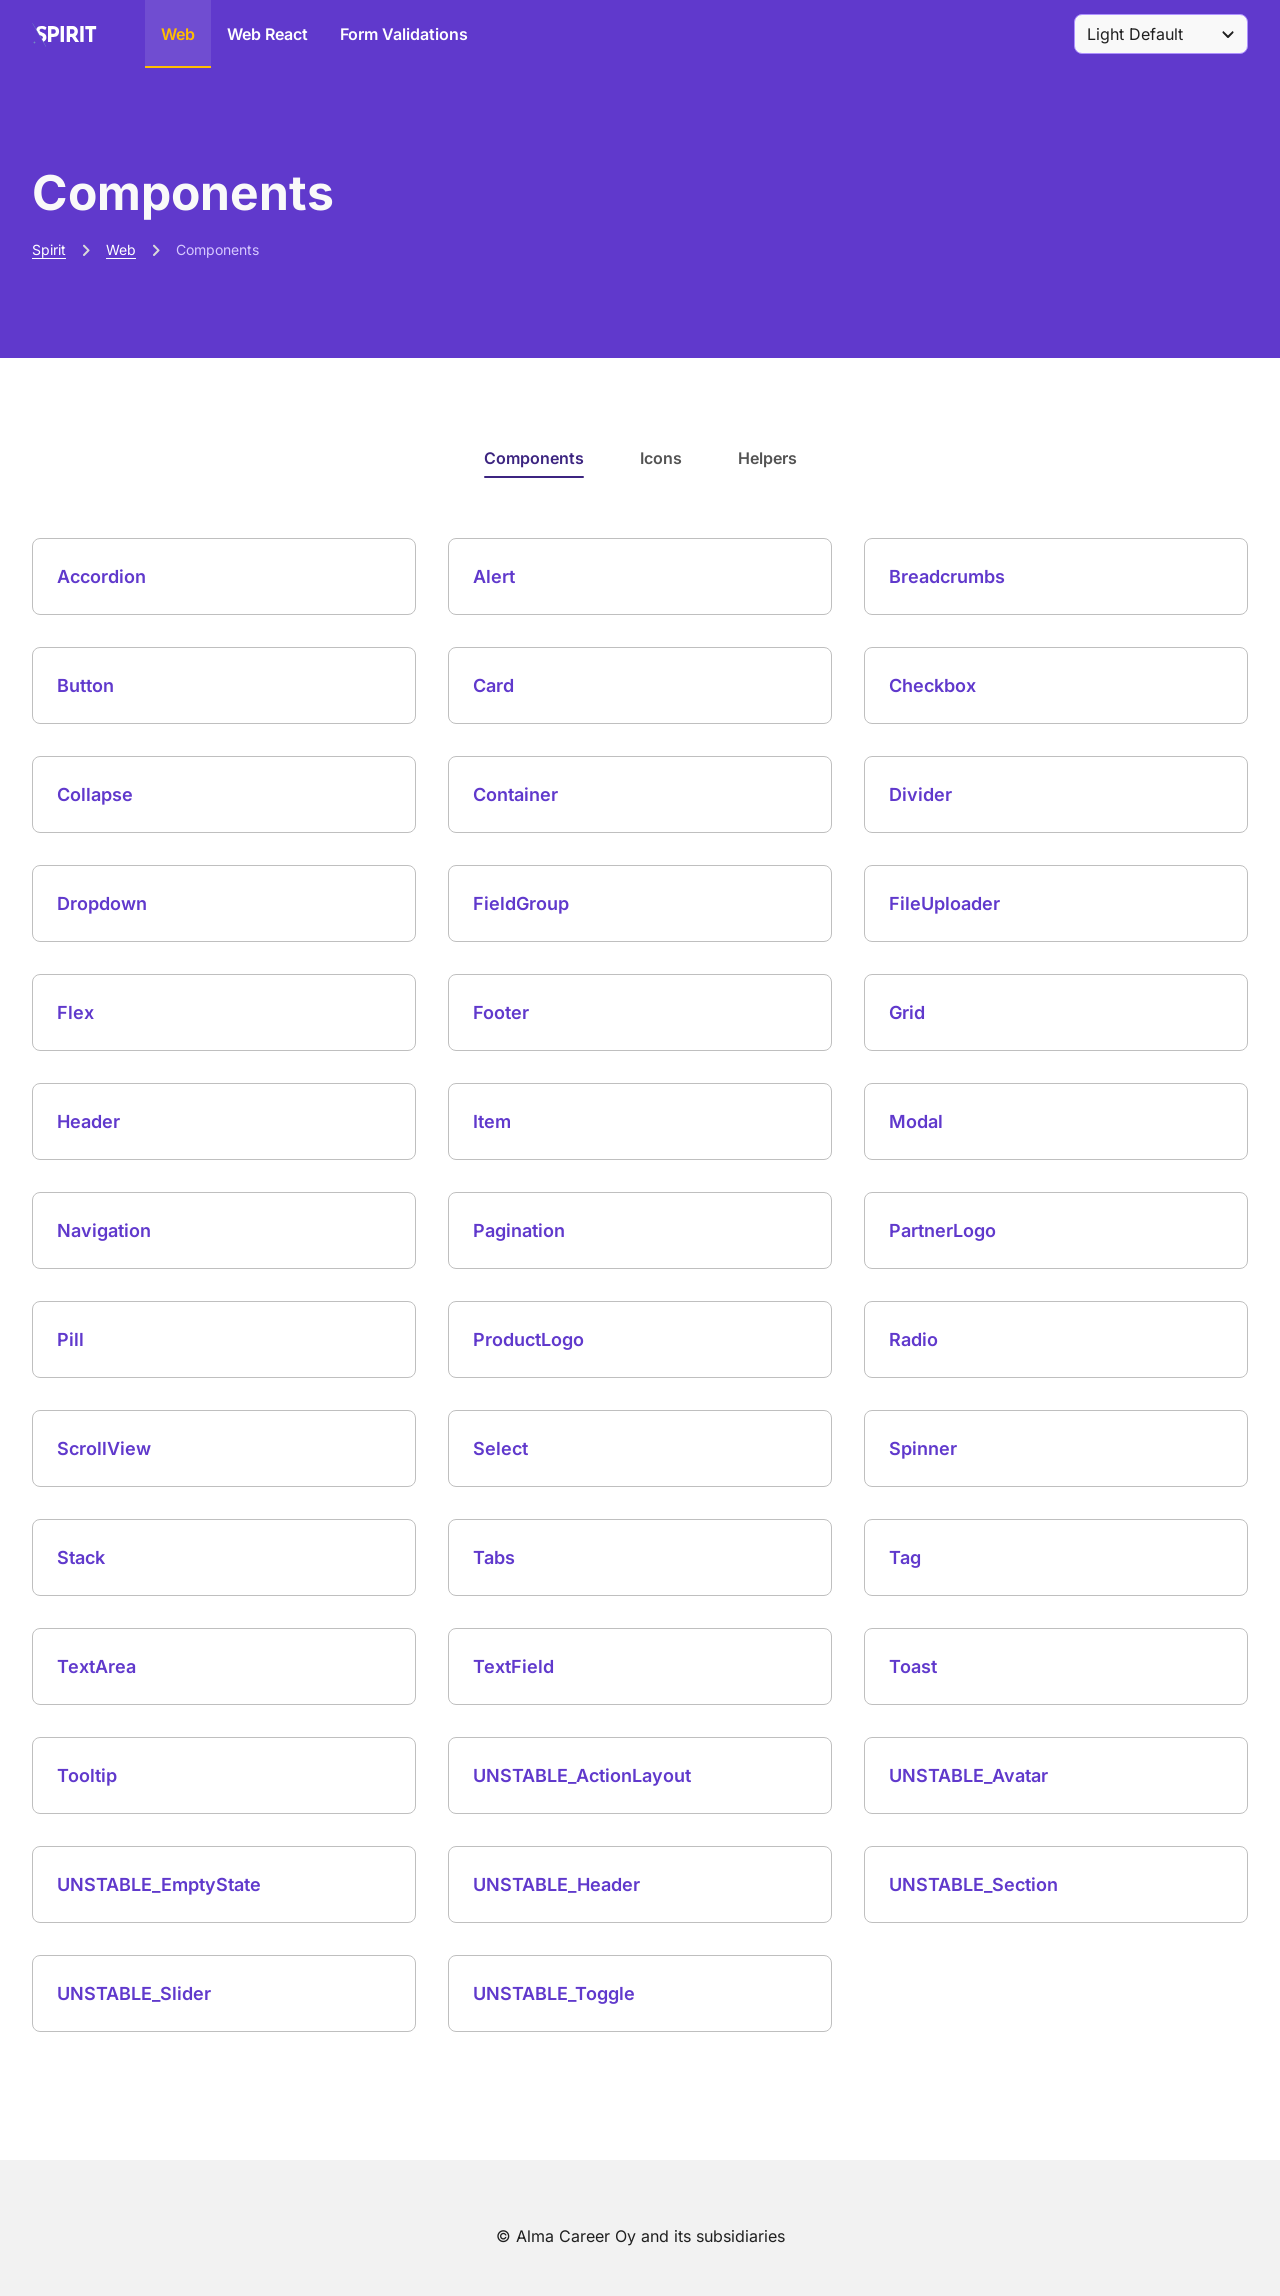 SPIRIT Web Web React Form Validations Light Default
Components
Spirit Web Components
Components Icons Helpers
Accordion Alert Breadcrumbs
Button Card Checkbox
Collapse Container Divider
Dropdown FieldGroup FileUploader
Flex Footer Grid
Header Item Modal
Navigation Pagination PartnerLogo
Pill ProductLogo Radio
ScrollView Select Spinner
Stack Tabs Tag
TextArea TextField Toast
Tooltip UNSTABLE_ActionLayout UNSTABLE_Avatar
UNSTABLE_EmptyState UNSTABLE_Header UNSTABLE_Section
UNSTABLE_Slider UNSTABLE_Toggle
© Alma Career Oy and its subsidiaries